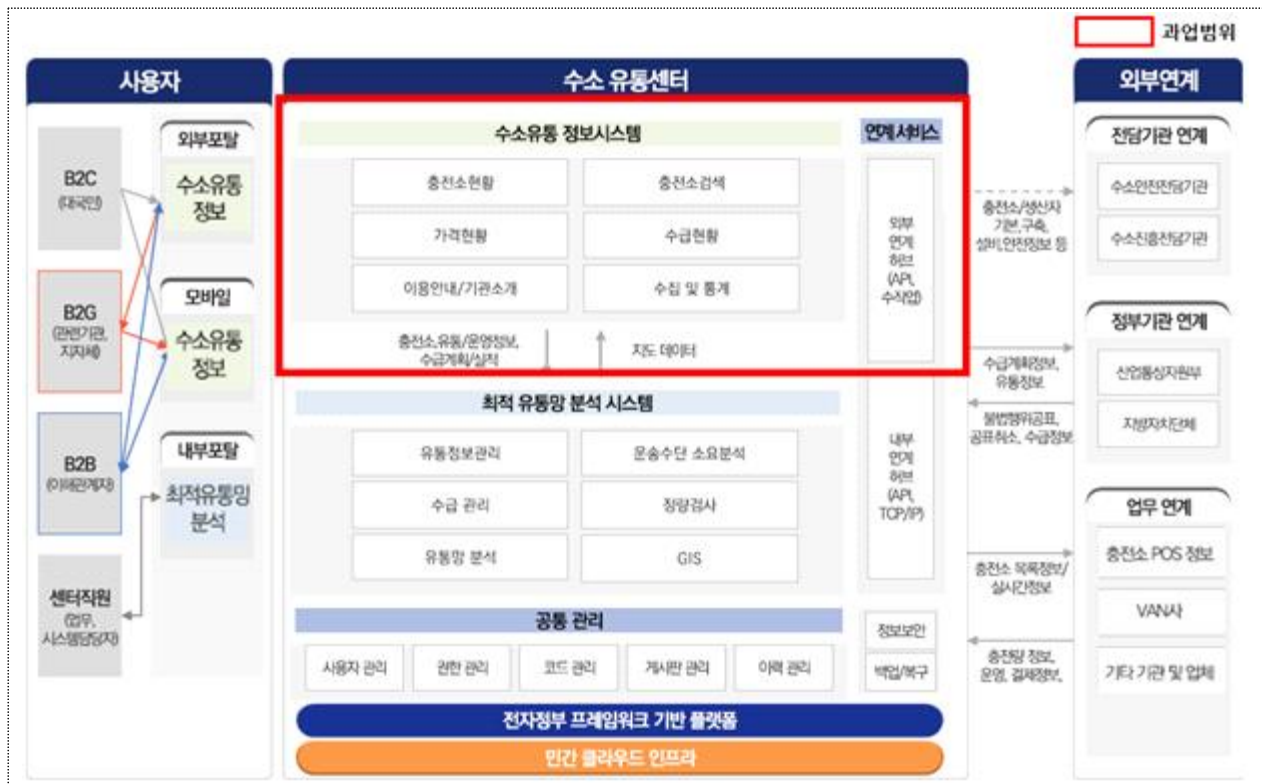 과업범위
사용자
B2C
(대국민)
B2G
(관련기관,
지자체)
B2B
(이해관계자)
센터직원
(업무,
시스템담당자)
외부포탈
수소유통
정보
모바일
수소유통
정보
내부포탈
최적유통망
분석
수소 유통센터
수소유통 정보시스템
충전소현황
충전소검색
가격현황
수급현황
이용안내/기관소개
수집 및 통계
충전소,유통/운영정보,
수급계획/실적
지도 데이터
최적 유통망 분석 시스템
유통정보관리
운송수단 소요분석
수급 관리
정량검사
유통망 분석
GIS
공통 관리
사용자 관리
권한 관리
코드 관리
게시판 관리
이력 관리
연계 서비스
외부
연계
허브
(API,
수작업)
내부
연계
허브
(API,
TCP/IP)
정보보안
백업/복구
전자정부 프레임워크 기반 플랫폼
민간 클라우드 인프라
충전소/생산자
기본,구축,
설비,안전정보 등
수급계획정보,
유통정보
불법행위공표,
공표취소, 수급정보
충전소 목록정보/
실시간정보
충전량 정보,
운영, 결제정보,
외부연계
전담기관 연계
수소안전전담기관
수소진흥전담기관
정부기관 연계
산업통상자원부
지방자치단체
업무 연계
충전소 POS 정보
VAN사
기타 기관 및 업체